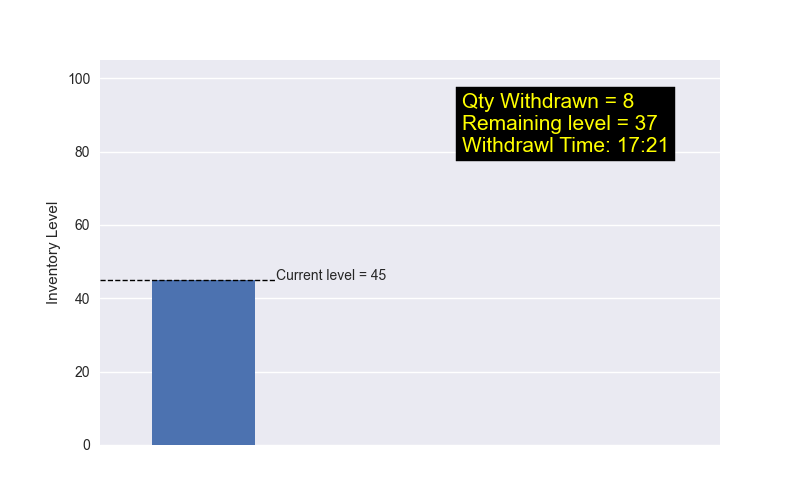 100
Qty Withdrawn = 8
Remaining level = 37
Withdrawl Time: 17:21
80
60
Inventory Level
Current level = 45
40
20
0